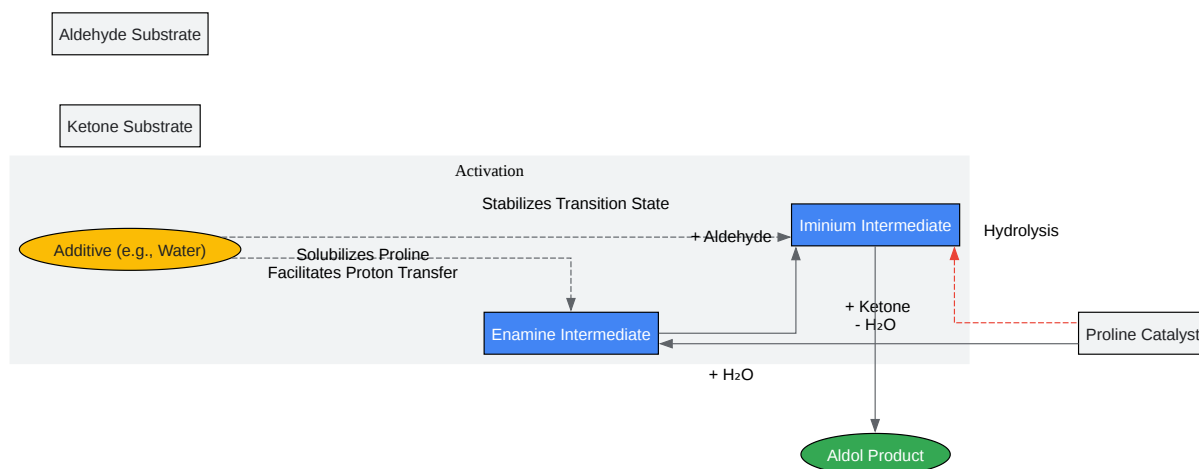 Aldehyde Substrate
Ketone Substrate
Activation
Stabilizes Transition State
Iminium Intermediate
Hydrolysis
+ Aldehyde
Additive (e.g., Water)
Solubilizes Proline
Facilitates Proton Transfer
+ Ketone
- H₂O
Enamine Intermediate
Proline Catalyst
+ H₂O
Aldol Product